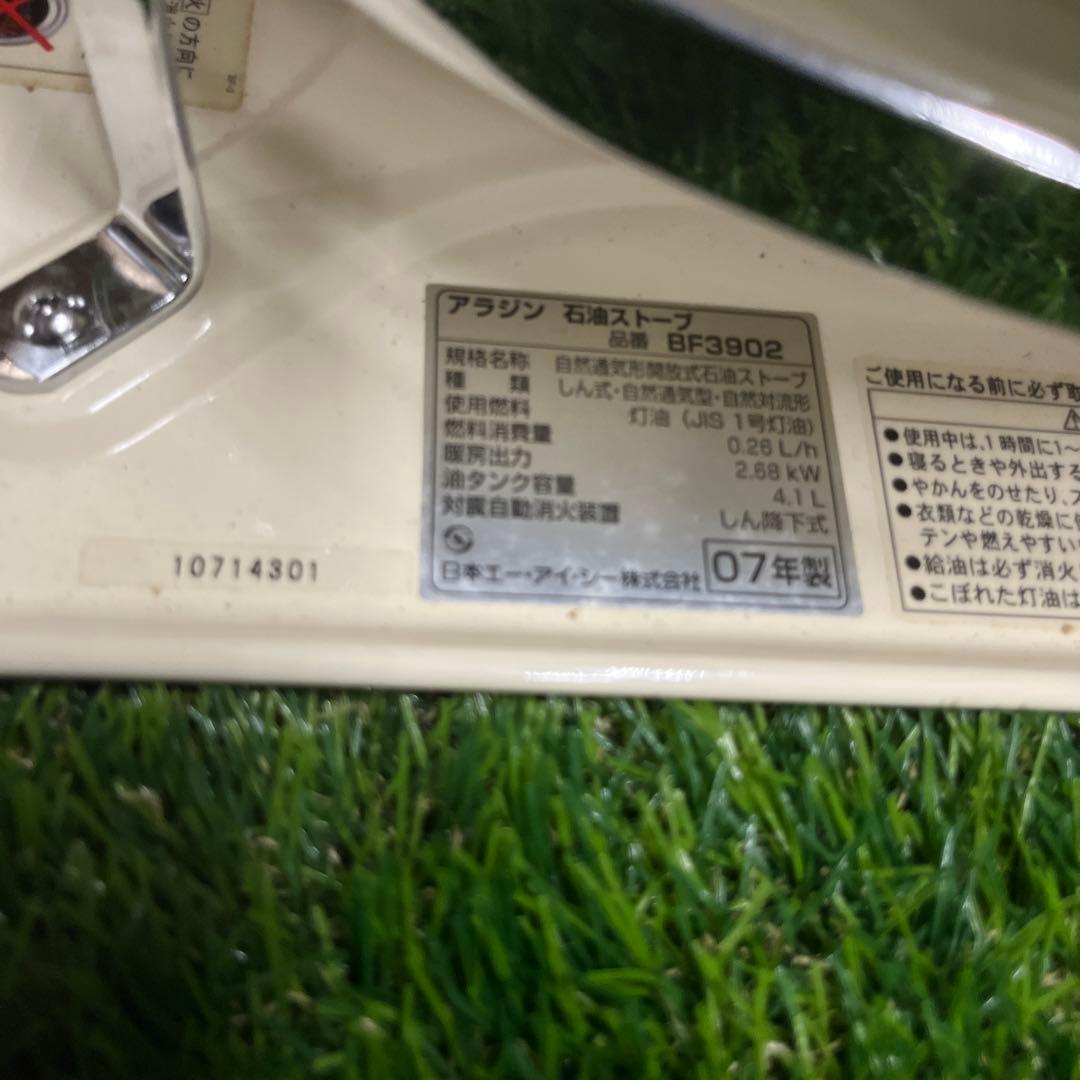 火の方向に
アラジン 石油ストーブ
品番 BF3902
規格名称 自然通気形開放式石油ストーブ
種 類 しん式・自然通気型・自然対流形
使用燃料 灯油（JIS 1号灯油）
燃料消費量 0.26 L/h
暖房出力 2.68 kW
油タンク容量 4.1 L
対震自動消火装置 しん降下式
日本エー・アイ・シー株式会社 07年製
10714301
ご使用になる前に必ず取
●使用中は、1時間に1〜
●寝るときや外出する
●やかんをのせたり、ス
●衣類などの乾燥に使
テンや燃えやすい
●給油は必ず消火
●こぼれた灯油は